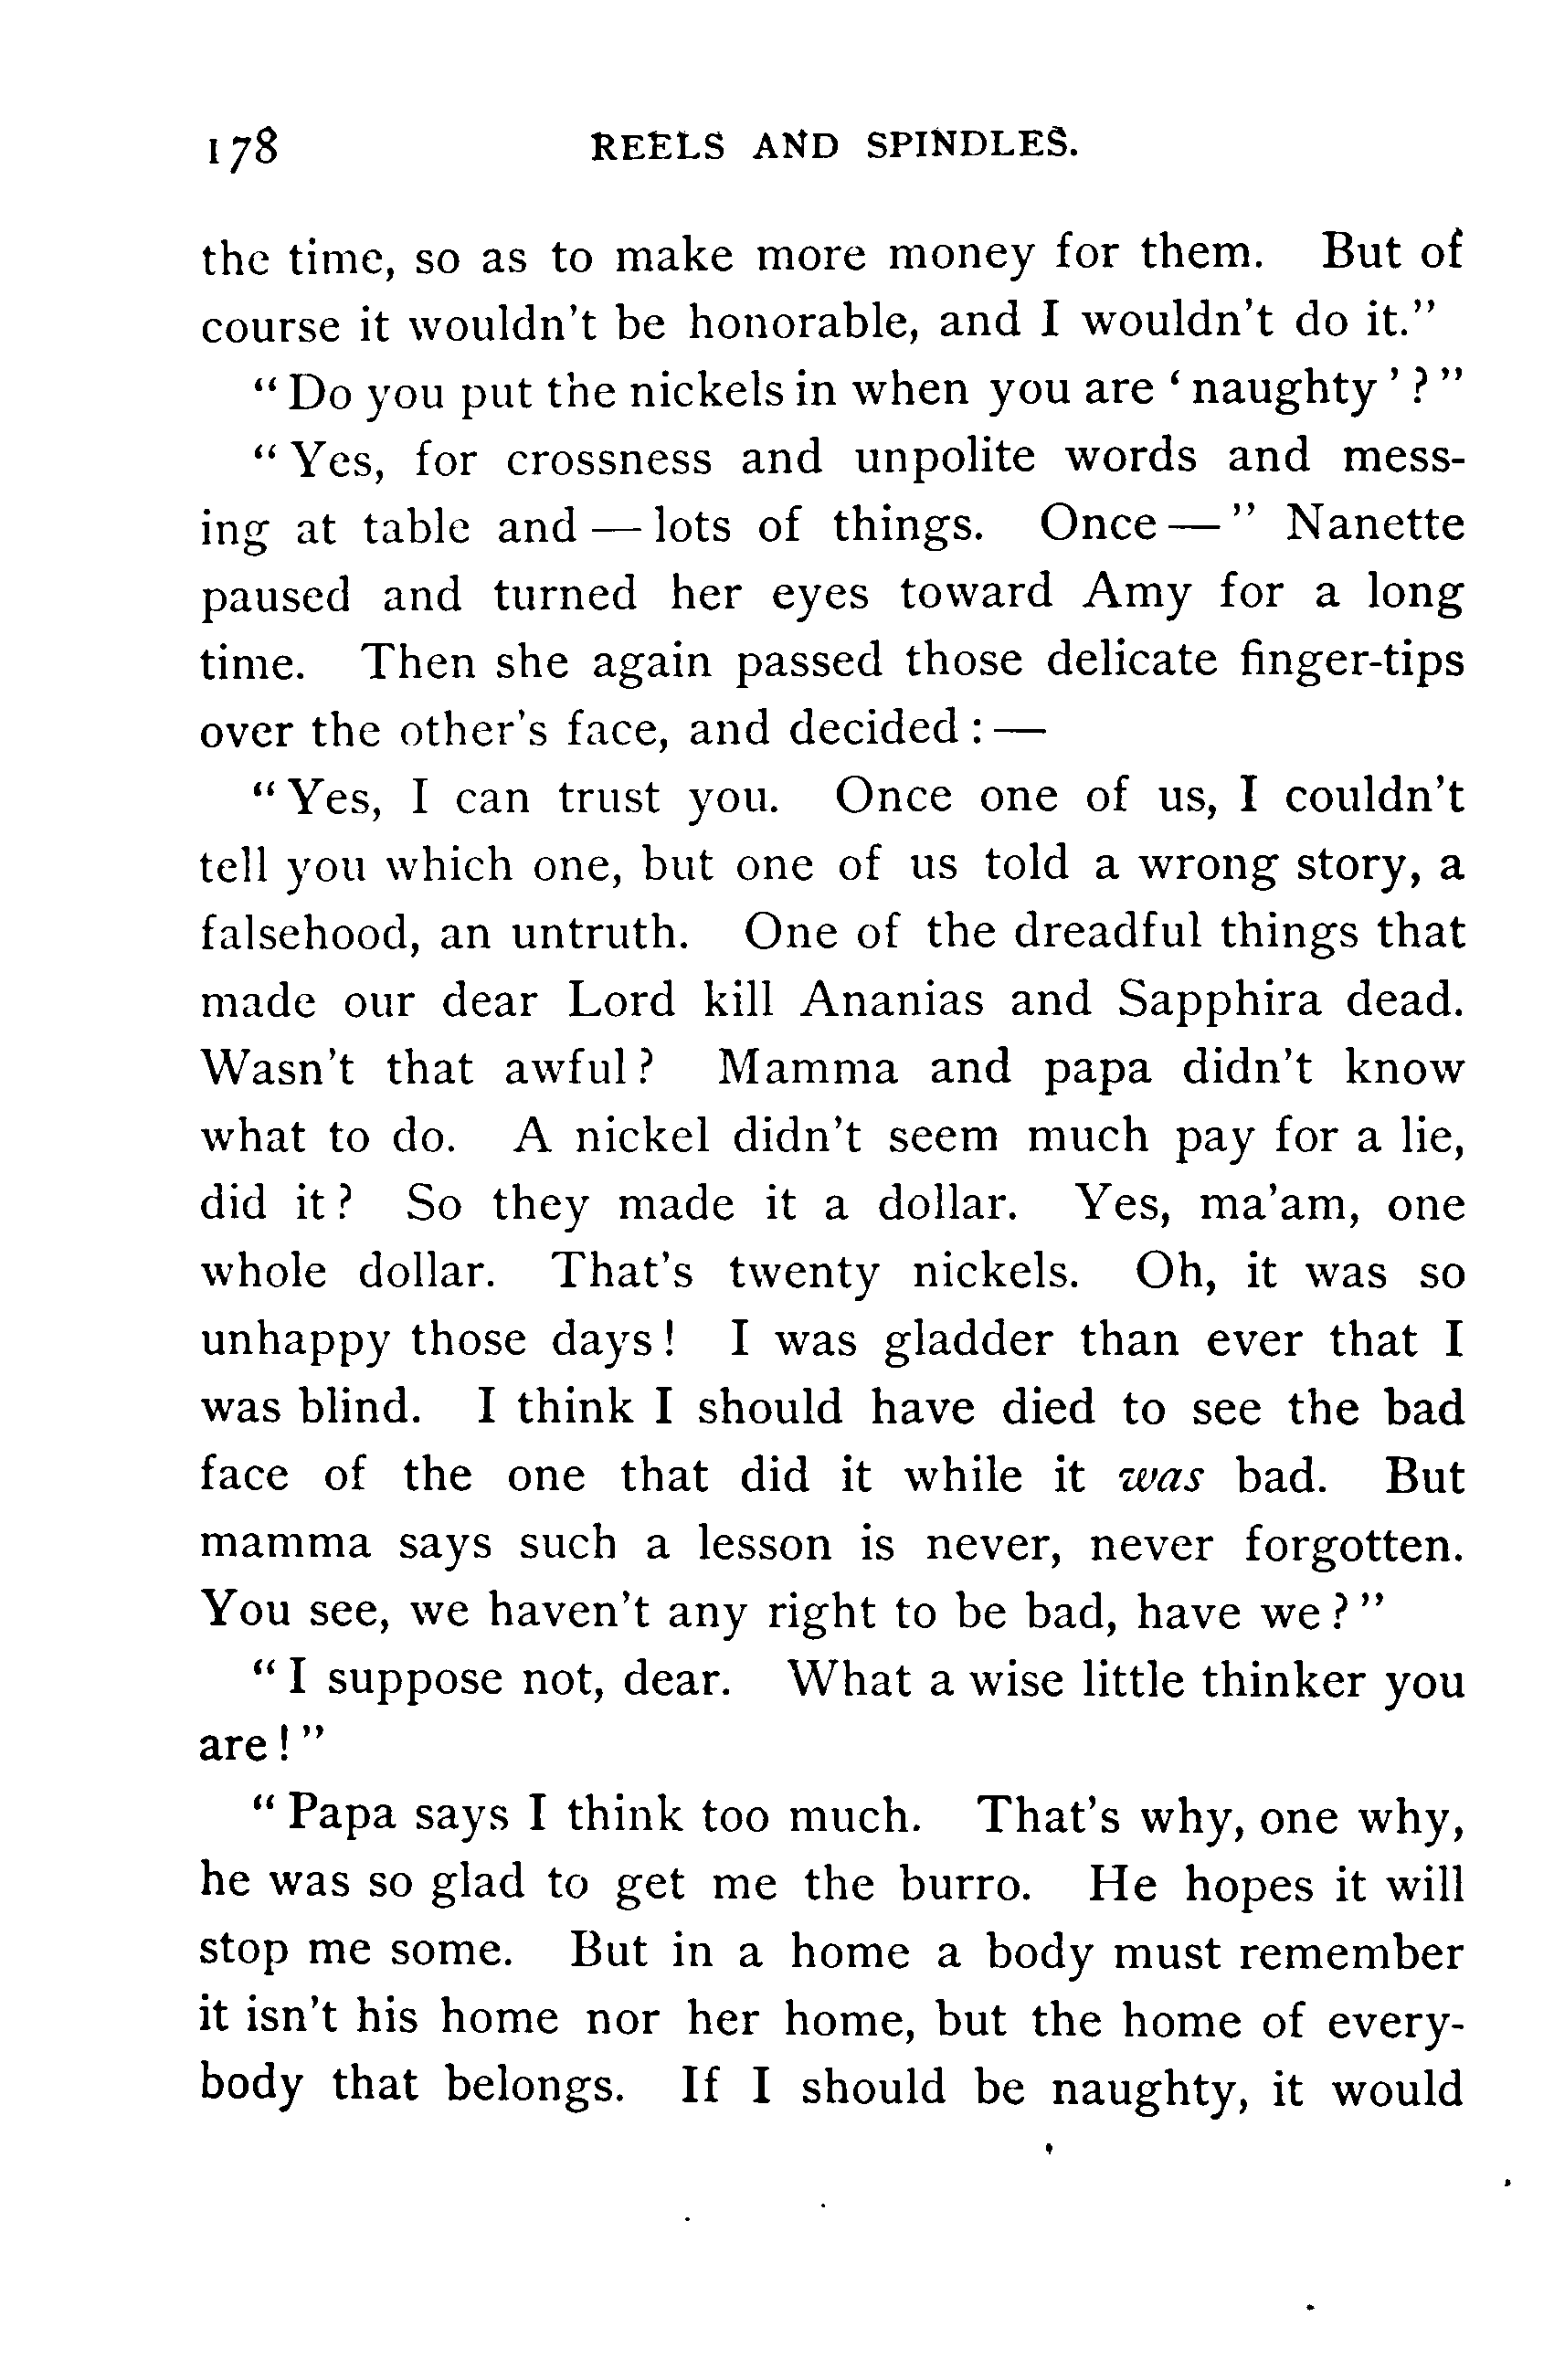 178 REELS AND SPINDLES.
the time, so as to make more money for them. But of
course it wouldn't be honorable, and I wouldn't do it."
"Do you put the nickels in when you are 'naughty'?"
"Yes, for crossness and unpolite words and mess-
ing at table and — lots of things. Once — " Nanette
paused and turned her eyes toward Amy for a long
time. Then she again passed those delicate finger-tips
over the other's face, and decided : —
"Yes, I can trust you. Once one of us, I couldn't
tell you which one, but one of us told a wrong story, a
falsehood, an untruth. One of the dreadful things that
made our dear Lord kill Ananias and Sapphira dead.
Wasn't that awful? Mamma and papa didn't know
what to do. A nickel didn't seem much pay for a lie,
did it? So they made it a dollar. Yes, ma'am, one
whole dollar. That's twenty nickels. Oh, it was so
unhappy those days! I was gladder than ever that I
was blind. I think I should have died to see the bad
face of the one that did it while it was bad. But
mamma says such a lesson is never, never forgotten.
You see, we haven't any right to be bad, have we?"
"I suppose not, dear. What a wise little thinker you
are!"
"Papa says I think too much. That's why, one why,
he was so glad to get me the burro. He hopes it will
stop me some. But in a home a body must remember
it isn't his home nor her home, but the home of every-
body that belongs. If I should be naughty, it would